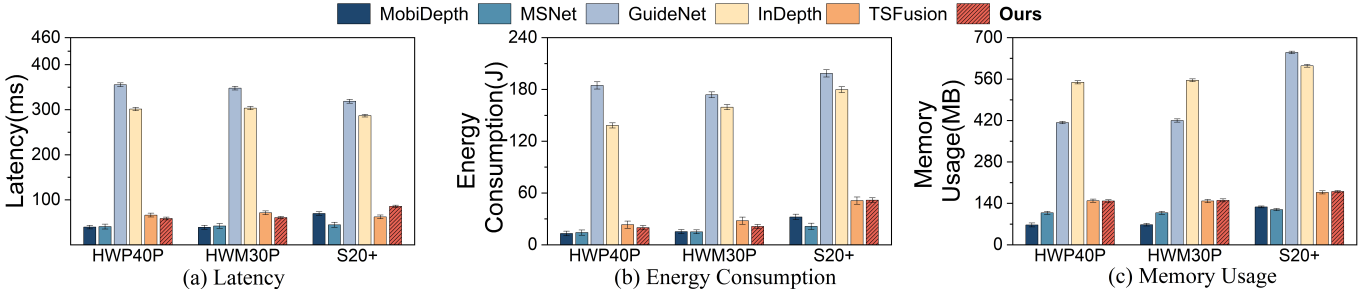 MobiDepth MSNet GuideNet InDepth TSFusion Ours
Latency(ms)
460
400
300
200
100
HWP40P HWM30P S20+
(a) Latency
Energy
Consumption(J)
240
180
120
60
0
HWP40P HWM30P S20+
(b) Energy Consumption
Memory
Usage(MB)
700
560
420
280
140
0
HWP40P HWM30P S20+
(c) Memory Usage